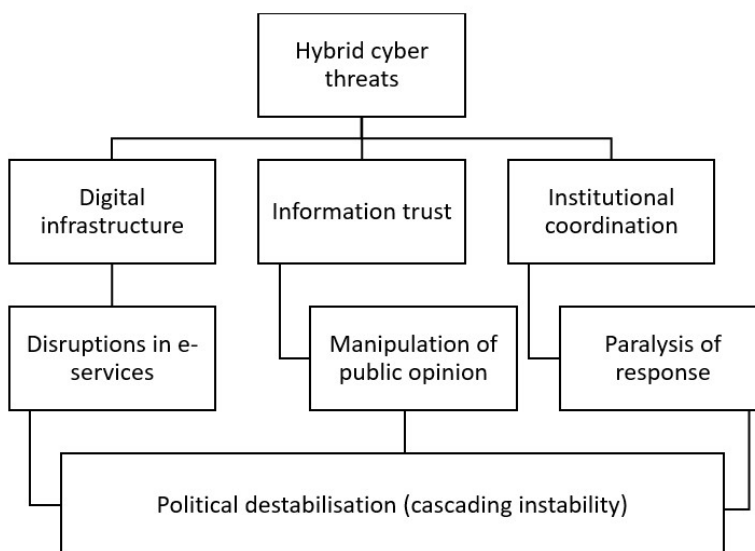 Hybrid cyber
threats
Digital
infrastructure
Information trust
Institutional
coordination
Disruptions in e-
services
Manipulation of
public opinion
Paralysis of
response
Political destabilisation (cascading instability)